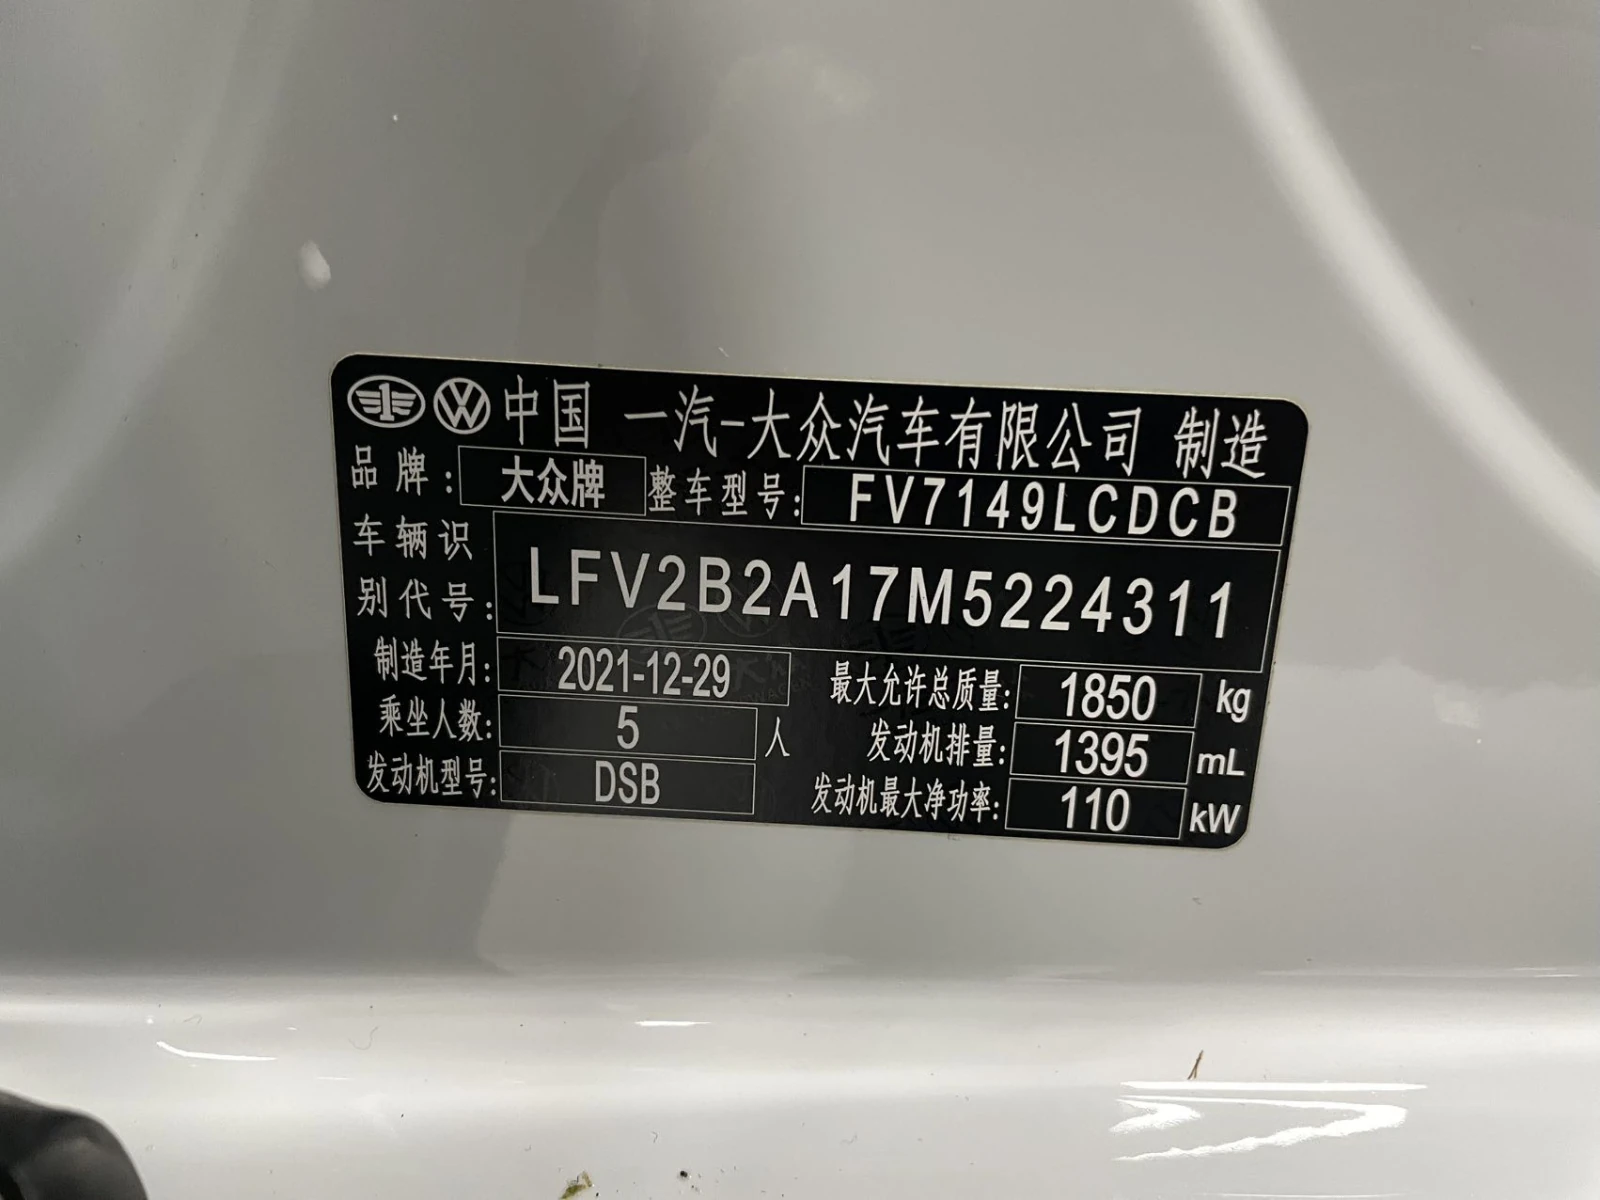 中国 一汽-大众汽车有限公司 制造
品牌: 大众牌 整车型号: FV7149LCDCB
车辆识别代号: LFV2B2A17M5224311
制造年月: 2021-12-29 最大允许总质量: 1850 kg
乘坐人数: 5 人 发动机排量: 1395 mL
发动机型号: DSB 发动机最大净功率: 110 kW